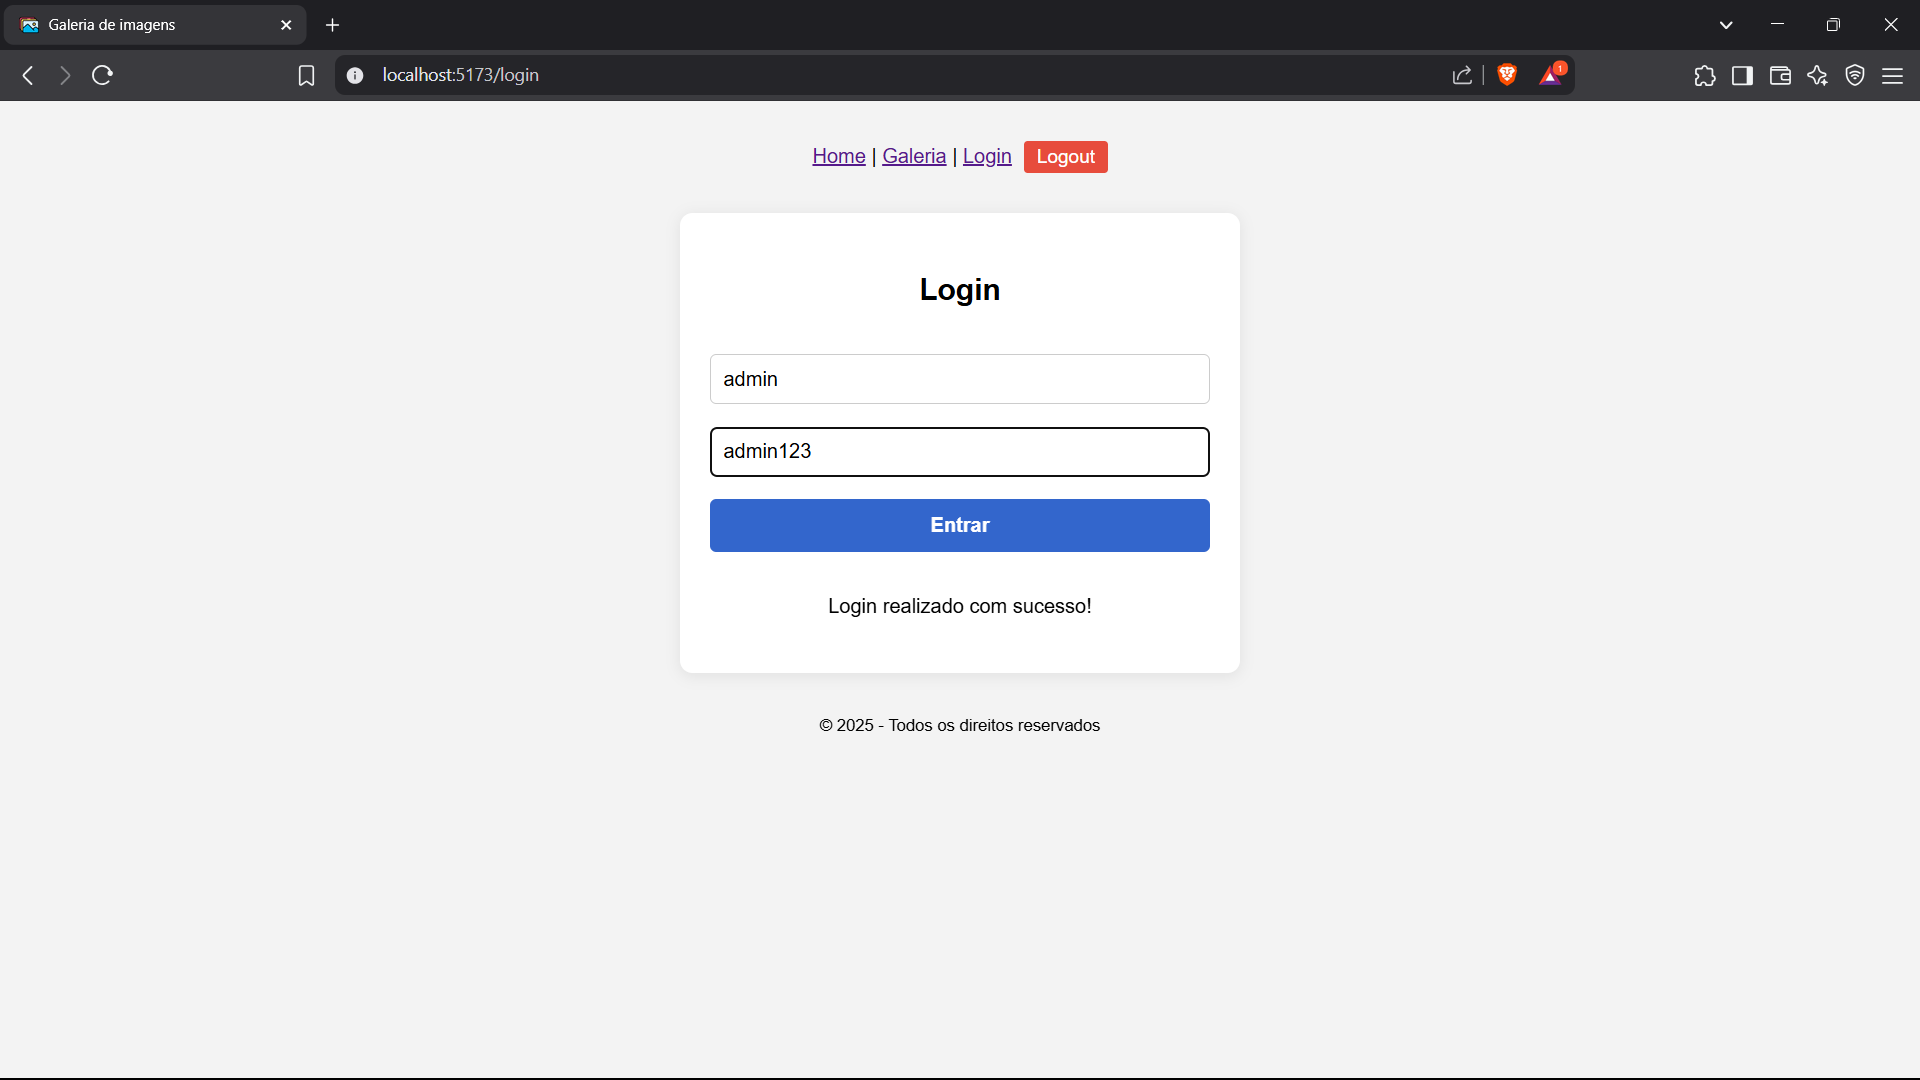 Galeria de imagens
localhost:5173/login
1
Home | Galeria | Login Logout
Login
admin
admin123
Entrar
Login realizado com sucesso!
© 2025 - Todos os direitos reservados